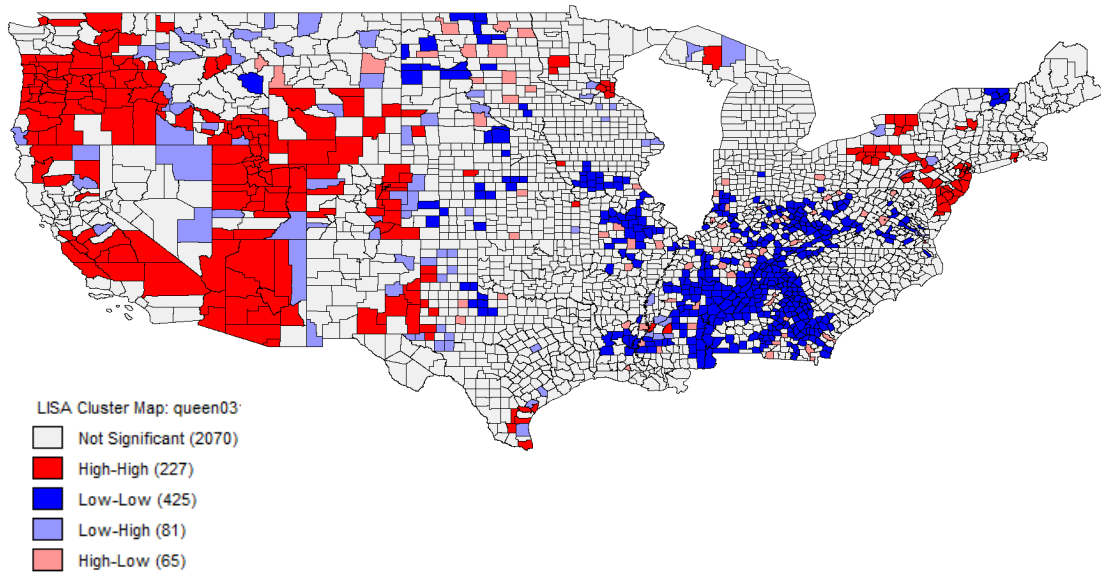 LISA Cluster Map: queen03
Not Significant (2070)
High-High (227)
Low-Low (425)
Low-High (81)
High-Low (65)